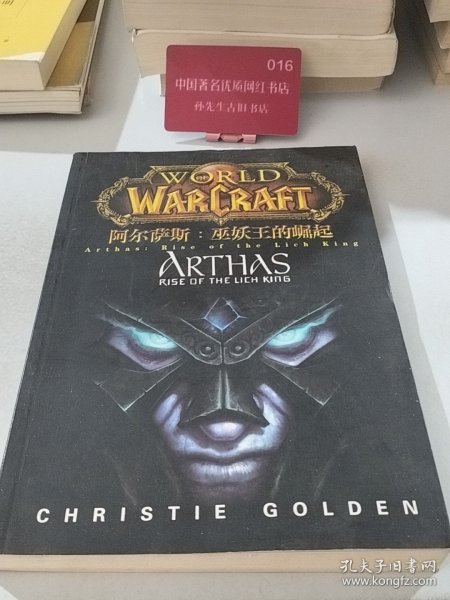 016
中国著名优质网红书店
孙先生古旧书店
WORLD
OF
WARCRAFT
阿尔萨斯：巫妖王的崛起
Arthas: Rise of the Lich King
ARTHAS
RISE OF THE LICH KING
CHRISTIE GOLDEN
孔夫子旧书网
www.kongfz.com